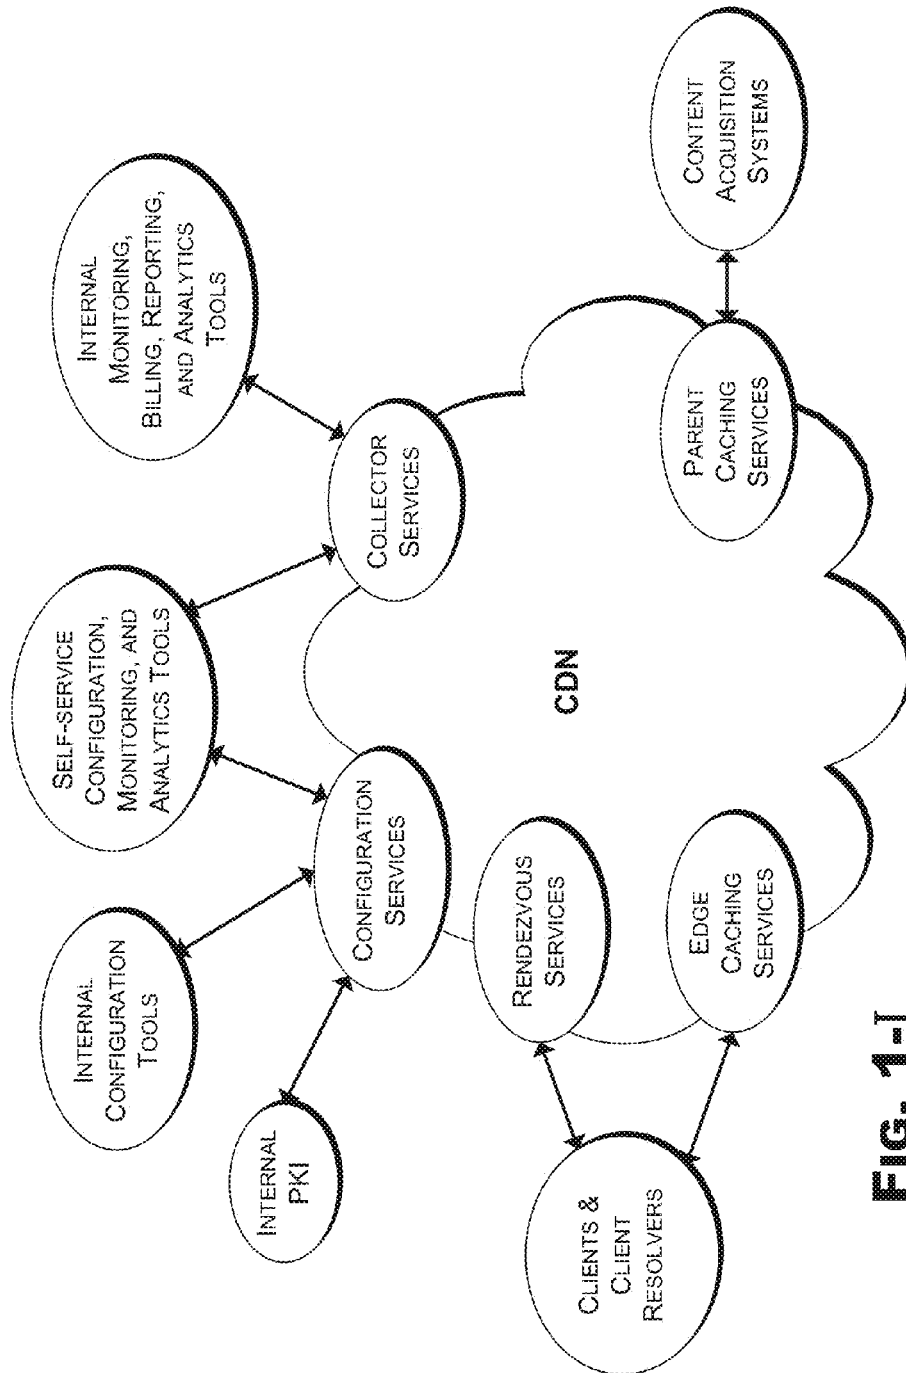 INTERNAL
MONITORING,
BILLING, REPORTING,
AND ANALYTICS
TOOLS
SELF-SERVICE
CONFIGURATION,
MONITORING, AND
ANALYTICS TOOLS
INTERNAL
CONFIGURATION
TOOLS
INTERNAL
PKI
COLLECTOR
SERVICES
CONFIGURATION
SERVICES
CONTENT
ACQUISITION
SYSTEMS
PARENT
CACHING
SERVICES
CDN
RENDEZVOUS
SERVICES
EDGE
CACHING
SERVICES
CLIENTS &
CLIENT
RESOLVERS
FIG. 1-I